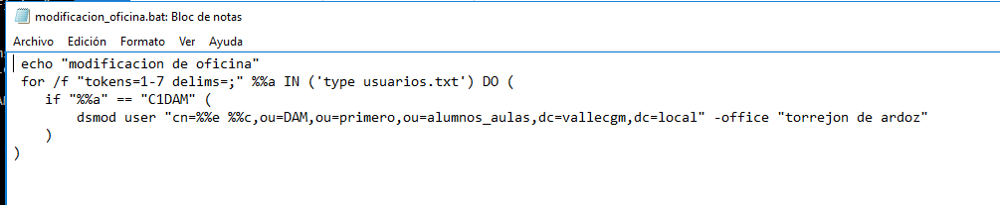 modificacion_oficina.bat: Bloc de notas
Archivo Edición Formato Ver Ayuda
echo "modificacion de oficina"
for /f "tokens=1-7 delims=;" %%a IN ('type usuarios.txt') DO (
if "%%a" == "C1DAM" (
dsmod user "cn=%%e %%c,ou=DAM,ou=primero,ou=alumnos_aulas,dc=vallecgm,dc=local" -office "torrejon de ardoz"
)
)